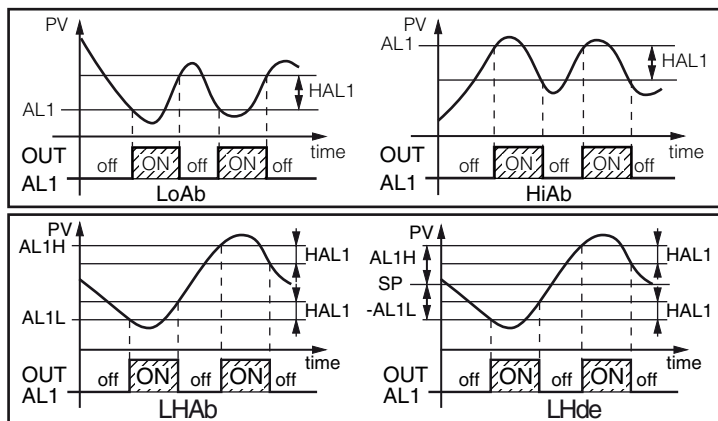 PV
AL1
HAL1
time
OUT
AL1
off ON off ON off
LoAb
PV
AL1
HAL1
time
off ON off ON off
HiAb
PV
AL1H
AL1L
HAL1
HAL1
time
OUT
AL1
off ON off ON off
LHAb
PV
AL1H
SP
-AL1L
HAL1
HAL1
time
OUT
AL1
off ON off ON off
LHde